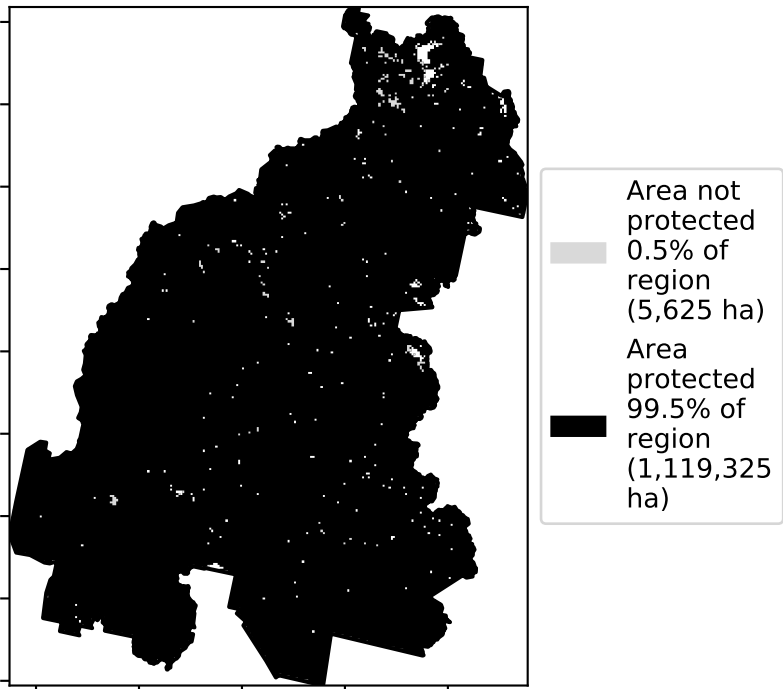 Area not
protected
0.5% of
region
(5,625 ha)
Area
protected
99.5% of
region
(1,119,325
ha)